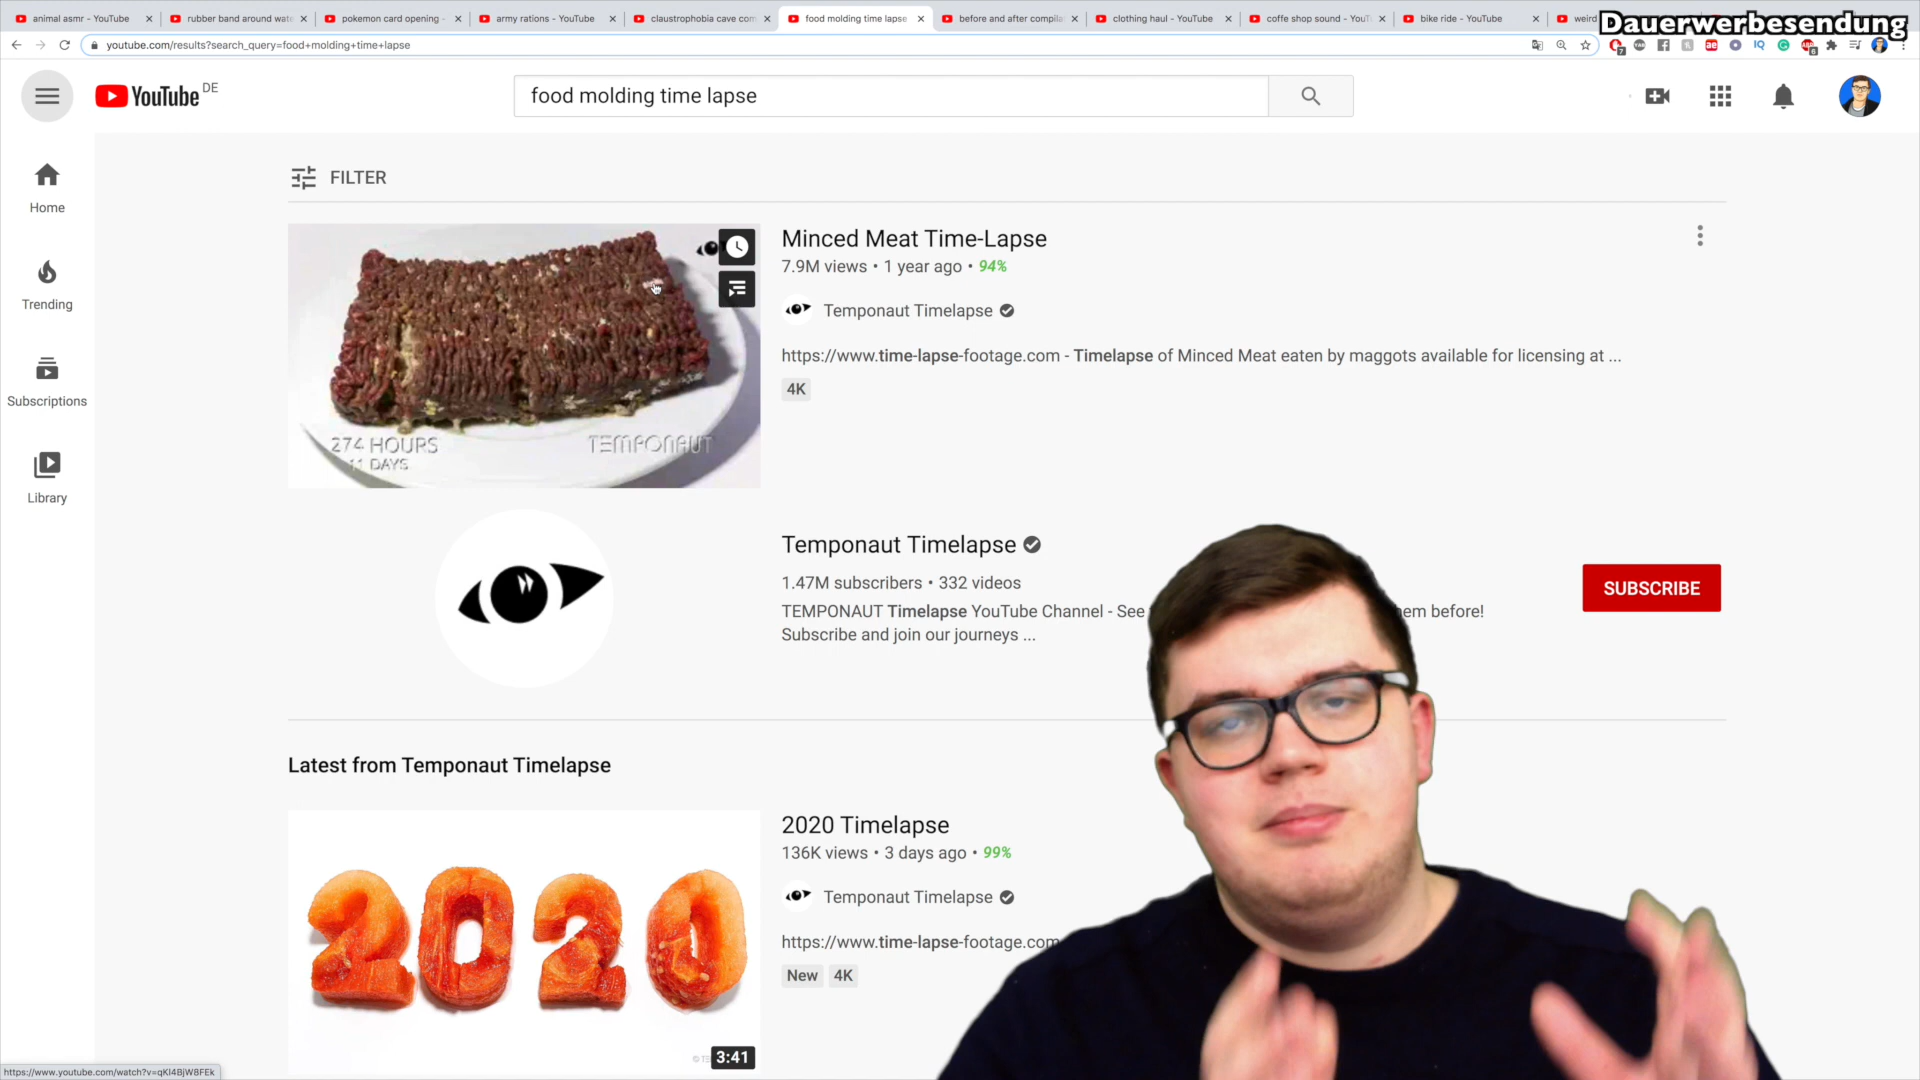 animal asmr - YouTube
rubber band around wate
pokemon card opening -
army rations - YouTube
claustrophobia cave com
food molding time lapse
before and after compila
clothing haul - YouTube
coffe shop sound - YouT
bike ride - YouTube
weird
Dauerwerbesendung
youtube.com/results?search_query=food+molding+time+lapse
YouTube DE
food molding time lapse
Home
Trending
Subscriptions
Library
FILTER
274 HOURS
11 DAYS
TEMPONAUT
Minced Meat Time-Lapse
7.9M views • 1 year ago • 94%
Temponaut Timelapse
https://www.time-lapse-footage.com - Timelapse of Minced Meat eaten by maggots available for licensing at ...
4K
Temponaut Timelapse
1.47M subscribers • 332 videos
TEMPONAUT Timelapse YouTube Channel - See em before!
Subscribe and join our journeys ...
SUBSCRIBE
Latest from Temponaut Timelapse
2020
3:41
2020 Timelapse
136K views • 3 days ago • 99%
Temponaut Timelapse
https://www.time-lapse-footage.com
New 4K
https://www.youtube.com/watch?v=qKI4BjW8FEk